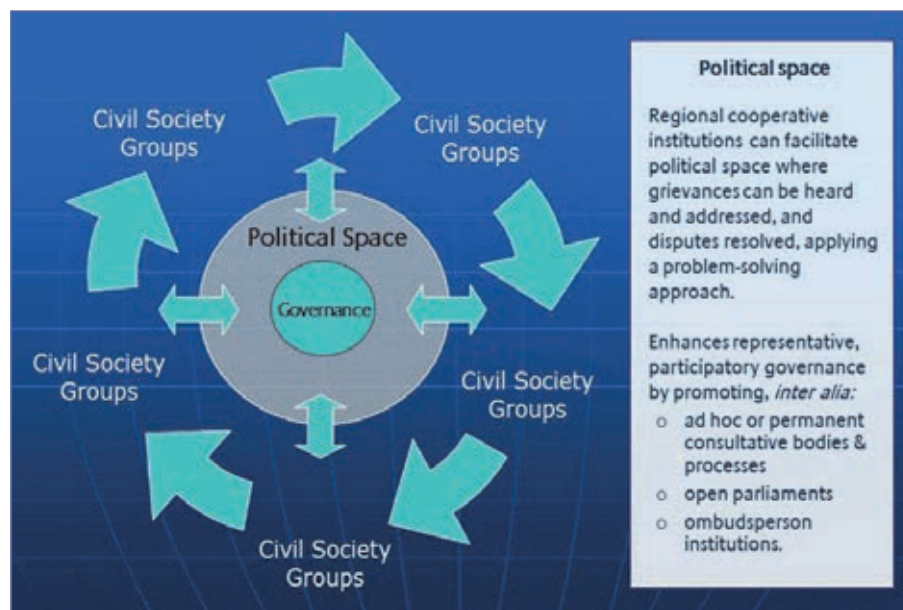 Civil Society
Groups
Civil Society
Groups
Political Space
Governance
Civil Society
Groups
Civil Society
Groups
Civil Society
Groups
Political space
Regional cooperative
institutions can facilitate
political space where
grievances can be heard
and addressed, and
disputes resolved, applying
a problem-solving
approach.
Enhances representative,
participatory governance
by promoting, inter alia:
o ad hoc or permanent
consultative bodies &
processes
o open parliaments
o ombudsperson
institutions.